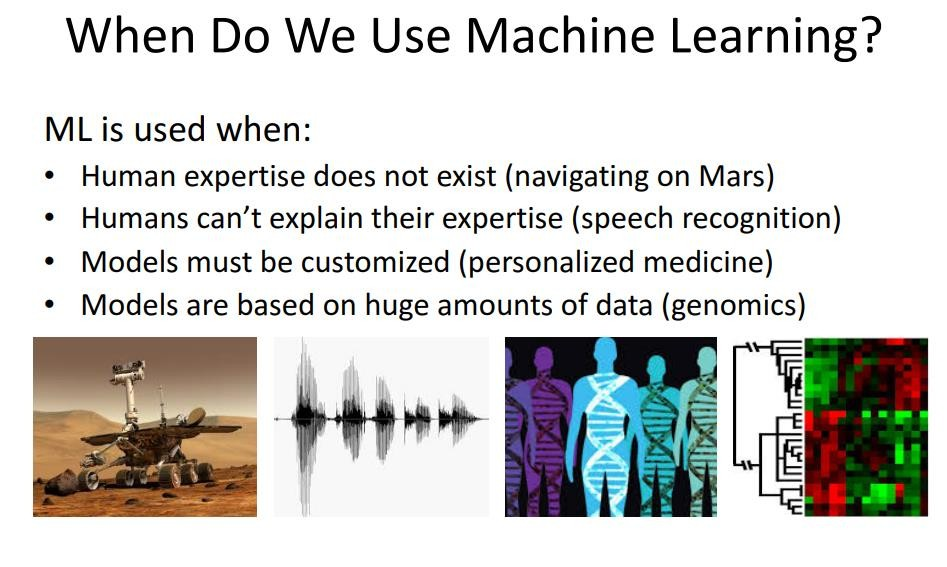 When Do We Use Machine Learning?
ML is used when:
• Human expertise does not exist (navigating on Mars)
• Humans can’t explain their expertise (speech recognition)
• Models must be customized (personalized medicine)
• Models are based on huge amounts of data (genomics)